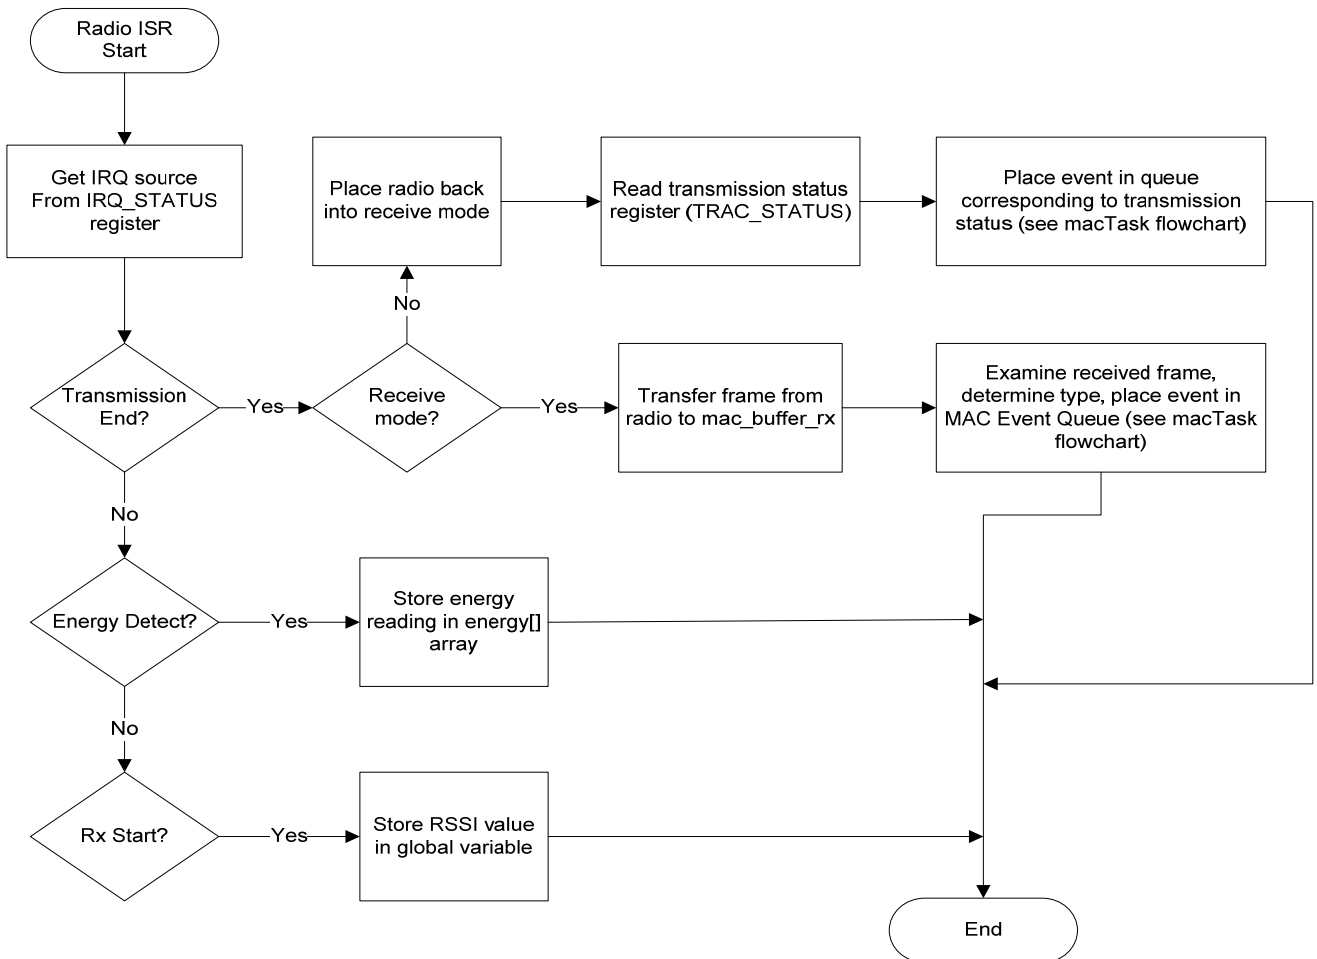 Radio ISR
Start
Get IRQ source
From IRQ_STATUS
register
Place radio back
into receive mode
Read transmission status
register (TRAC_STATUS)
Place event in queue
corresponding to transmission
status (see macTask flowchart)
No
Transmission
End?
Yes
Receive
mode?
Yes
Transfer frame from
radio to mac_buffer_rx
Examine received frame,
determine type, place event in
MAC Event Queue (see macTask
flowchart)
No
Energy Detect?
Yes
Store energy
reading in energy[]
array
No
Rx Start?
Yes
Store RSSI value
in global variable
End